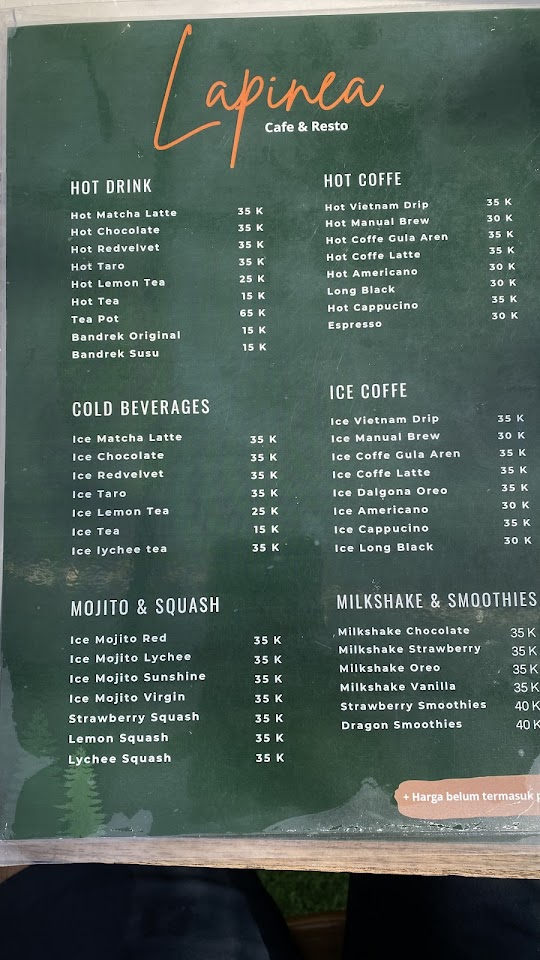 Lapinea
Cafe & Resto
HOT DRINK
Hot Matcha Latte 35 K
Hot Chocolate 35 K
Hot Redvelvet 35 K
Hot Taro 35 K
Hot Lemon Tea 25 K
Hot Tea 15 K
Tea Pot 65 K
Bandrek Original 15 K
Bandrek Susu 15 K
HOT COFFE
Hot Vietnam Drip 35 K
Hot Manual Brew 30 K
Hot Coffe Gula Aren 35 K
Hot Coffe Latte 35 K
Hot Americano 30 K
Long Black 30 K
Hot Cappucino 35 K
Espresso 30 K
COLD BEVERAGES
Ice Matcha Latte 35 K
Ice Chocolate 35 K
Ice Redvelvet 35 K
Ice Taro 35 K
Ice Lemon Tea 25 K
Ice Tea 15 K
Ice lychee tea 35 K
ICE COFFE
Ice Vietnam Drip 35 K
Ice Manual Brew 30 K
Ice Coffe Gula Aren 35 K
Ice Coffe Latte 35 K
Ice Dalgona Oreo 35 K
Ice Americano 30 K
Ice Cappucino 35 K
Ice Long Black 30 K
MOJITO & SQUASH
Ice Mojito Red 35 K
Ice Mojito Lychee 35 K
Ice Mojito Sunshine 35 K
Ice Mojito Virgin 35 K
Strawberry Squash 35 K
Lemon Squash 35 K
Lychee Squash 35 K
MILKSHAKE & SMOOTHIES
Milkshake Chocolate 35 K
Milkshake Strawberry 35 K
Milkshake Oreo 35 K
Milkshake Vanilla 35 K
Strawberry Smoothies 40 K
Dragon Smoothies 40 K
+ Harga belum termasuk